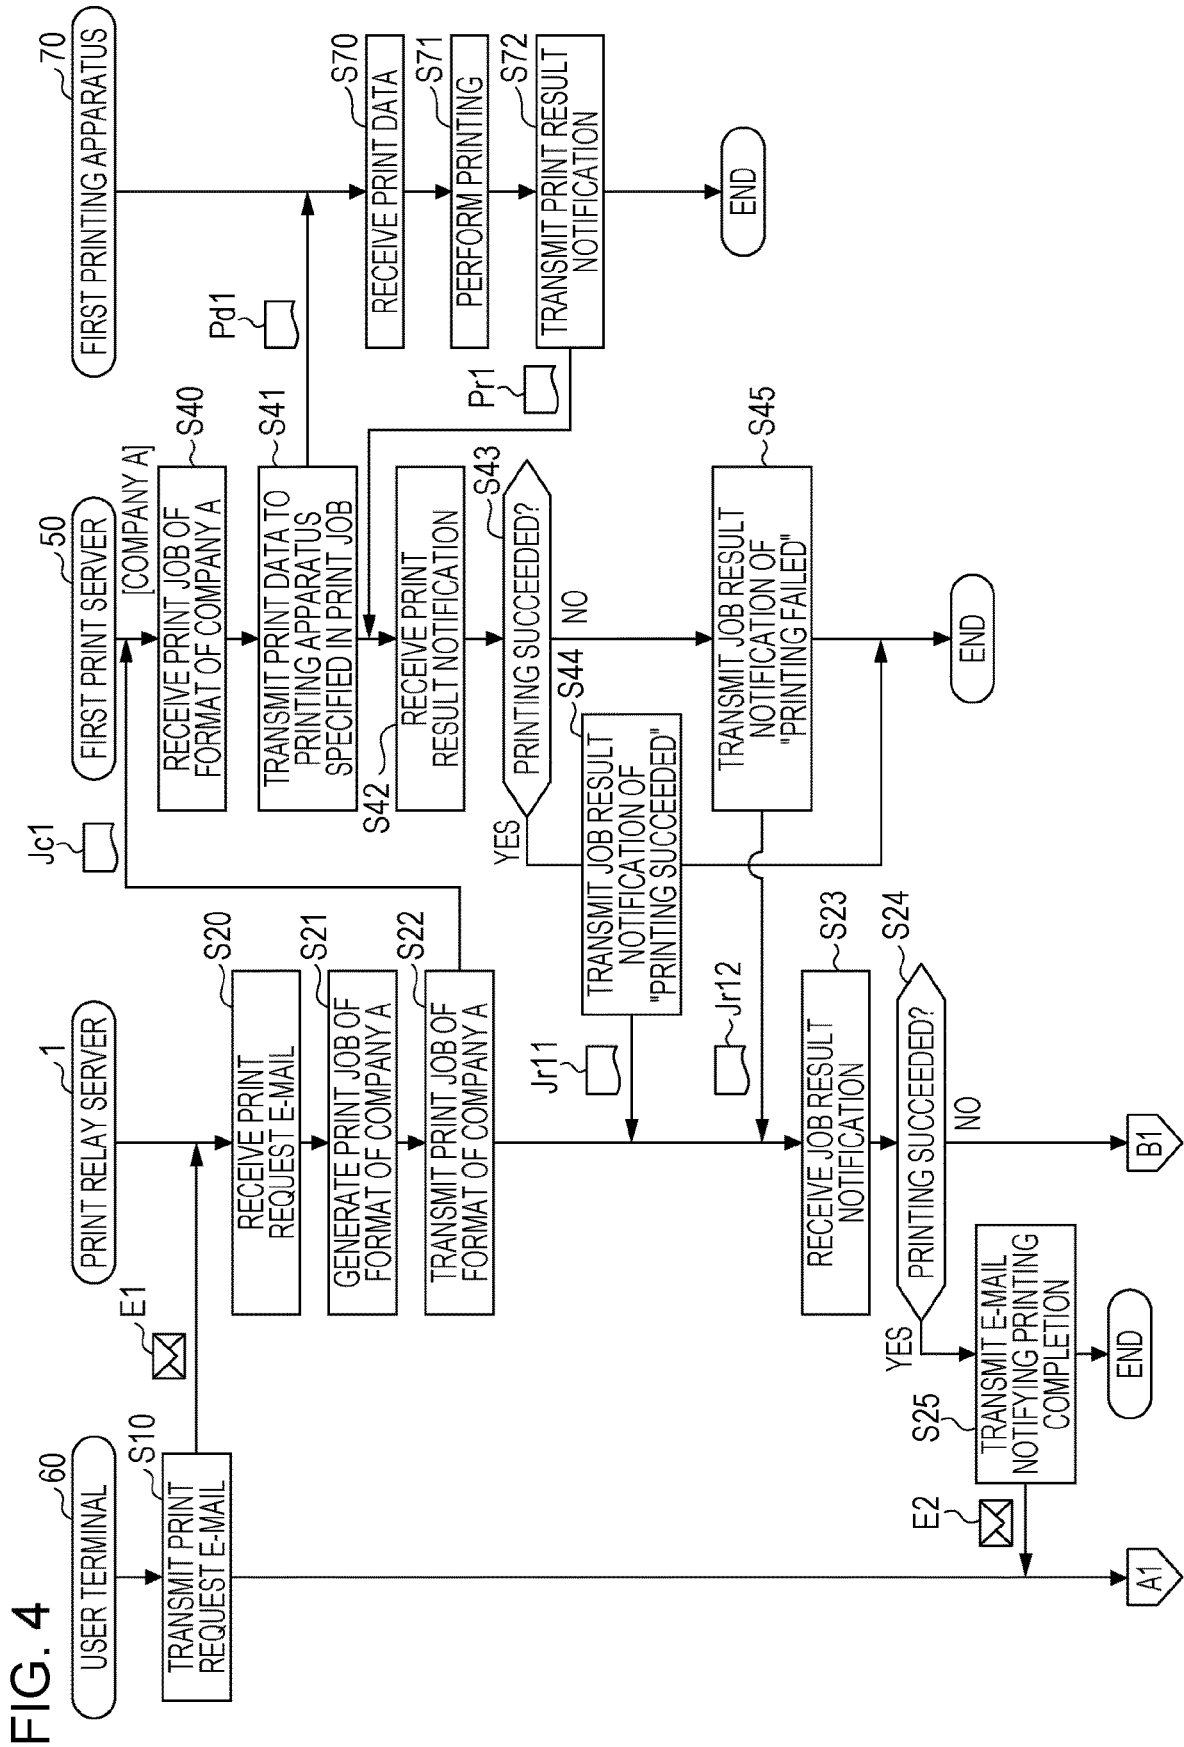 FIG. 4
60
USER TERMINAL
S10
TRANSMIT PRINT
REQUEST E-MAIL
E1
E2
A1
1
PRINT RELAY SERVER
S20
RECEIVE PRINT
REQUEST E-MAIL
S21
GENERATE PRINT JOB OF
FORMAT OF COMPANY A
S22
TRANSMIT PRINT JOB OF
FORMAT OF COMPANY A
Jc1
Jr11
Jr12
S23
RECEIVE JOB RESULT
NOTIFICATION
S24
PRINTING SUCCEEDED?
YES
NO
S25
TRANSMIT E-MAIL
NOTIFYING PRINTING
COMPLETION
END
B1
50
FIRST PRINT SERVER
[COMPANY A]
S40
RECEIVE PRINT JOB OF
FORMAT OF COMPANY A
S41
TRANSMIT PRINT DATA TO
PRINTING APPARATUS
SPECIFIED IN PRINT JOB
S42
RECEIVE PRINT
RESULT NOTIFICATION
S43
PRINTING SUCCEEDED?
YES
NO
S44
TRANSMIT JOB RESULT
NOTIFICATION OF
"PRINTING SUCCEEDED"
S45
TRANSMIT JOB RESULT
NOTIFICATION OF
"PRINTING FAILED"
END
Pd1
Pr1
70
FIRST PRINTING APPARATUS
S70
RECEIVE PRINT DATA
S71
PERFORM PRINTING
S72
TRANSMIT PRINT RESULT
NOTIFICATION
END